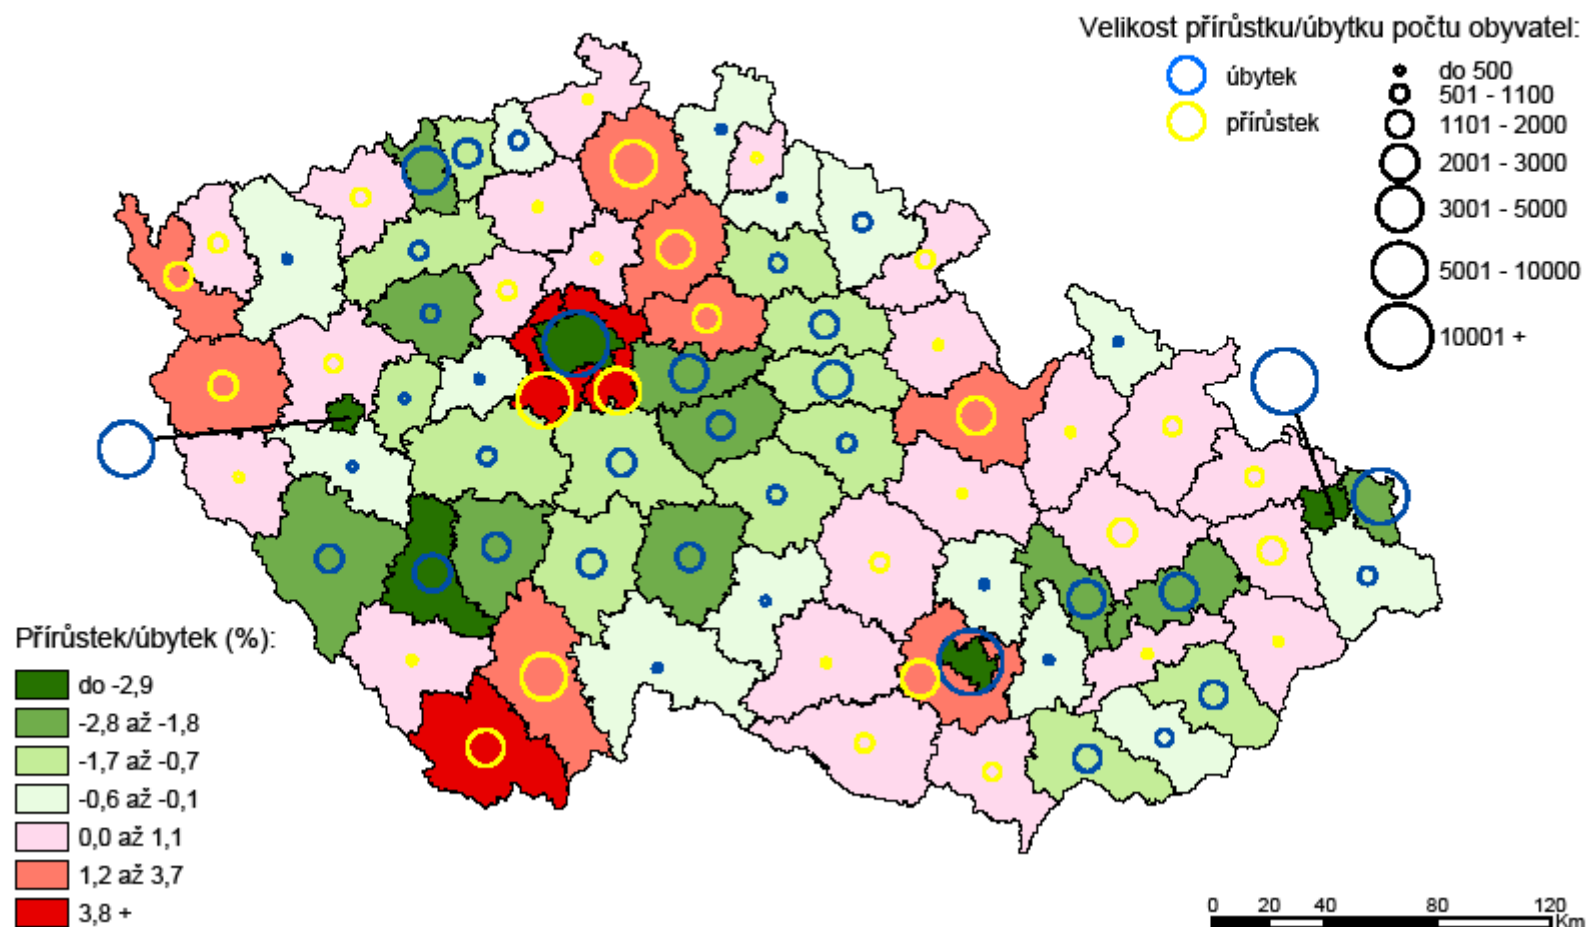 Velikost přírůstku/úbytku počtu obyvatel:
úbytek
přírůstek
do 500
501 - 1100
1101 - 2000
2001 - 3000
3001 - 5000
5001 - 10000
10001 +
Přírůstek/úbytek (%):
do -2,9
-2,8 až -1,8
-1,7 až -0,7
-0,6 až -0,1
0,0 až 1,1
1,2 až 3,7
3,8 +
0 20 40 80 120
Km